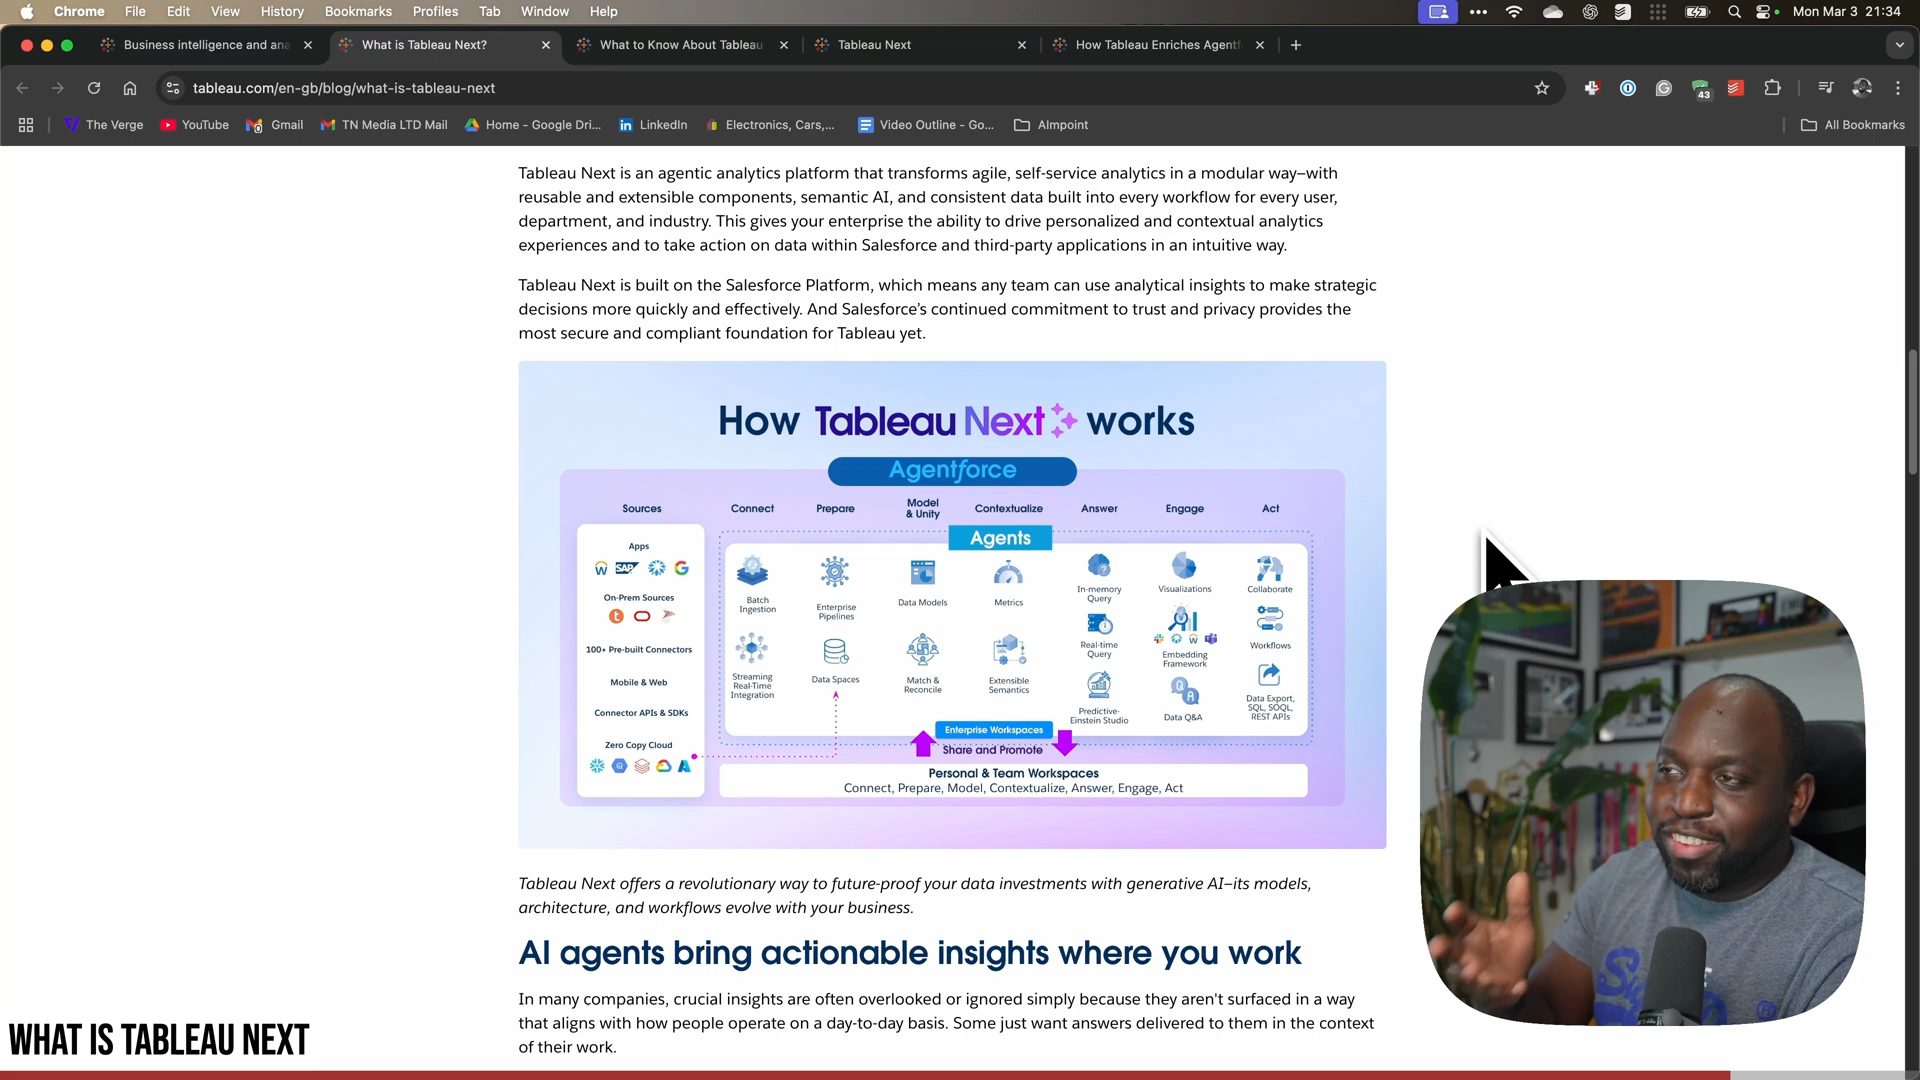 Chrome File Edit View History Bookmarks Profiles Tab Window Help
Mon Mar 3 21:34
Business intelligence and ana
What is Tableau Next?
What to Know About Tableau
Tableau Next
How Tableau Enriches Agentf
tableau.com/en-gb/blog/what-is-tableau-next
43
The Verge YouTube Gmail TN Media LTD Mail Home - Google Dri... LinkedIn Electronics, Cars,... Video Outline - Go... AImpoint All Bookmarks
Tableau Next is an agentic analytics platform that transforms agile, self-service analytics in a modular way—with
reusable and extensible components, semantic AI, and consistent data built into every workflow for every user,
department, and industry. This gives your enterprise the ability to drive personalized and contextual analytics
experiences and to take action on data within Salesforce and third-party applications in an intuitive way.
Tableau Next is built on the Salesforce Platform, which means any team can use analytical insights to make strategic
decisions more quickly and effectively. And Salesforce's continued commitment to trust and privacy provides the
most secure and compliant foundation for Tableau yet.
How Tableau Next works
Agentforce
Sources
Connect
Prepare
Model
& Unity
Contextualize
Answer
Engage
Act
Agents
Apps
SAP
On-Prem Sources
100+ Pre-built Connectors
Mobile & Web
Connector APIs & SDKs
Zero Copy Cloud
Batch
Ingestion
Streaming
Real-Time
Integration
Enterprise
Pipelines
Data Spaces
Data Models
Match &
Reconcile
Metrics
Extensible
Semantics
In-memory
Query
Real-time
Query
Predictive-
Einstein Studio
Visualizations
Embedding
Framework
Q A
Data Q&A
Collaborate
Workflows
Data Export,
SQL, SOQL,
REST APIs
Enterprise Workspaces
Share and Promote
Personal & Team Workspaces
Connect, Prepare, Model, Contextualize, Answer, Engage, Act
Tableau Next offers a revolutionary way to future-proof your data investments with generative AI—its models,
architecture, and workflows evolve with your business.
AI agents bring actionable insights where you work
In many companies, crucial insights are often overlooked or ignored simply because they aren't surfaced in a way
that aligns with how people operate on a day-to-day basis. Some just want answers delivered to them in the context
of their work.
WHAT IS TABLEAU NEXT